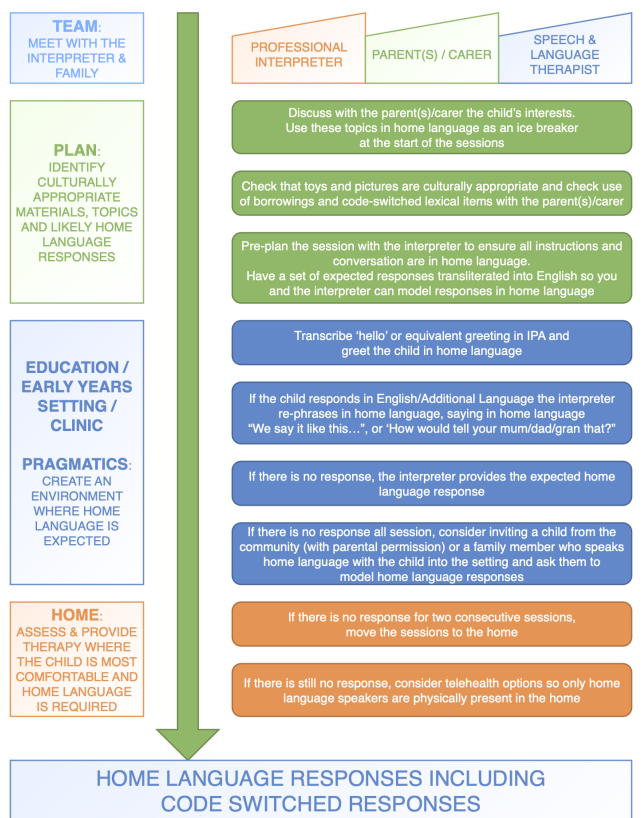 TEAM:
MEET WITH THE
INTERPRETER &
FAMILY
PROFESSIONAL
INTERPRETER
PARENT(S) / CARER
SPEECH &
LANGUAGE
THERAPIST
PLAN:
IDENTIFY
CULTURALLY
APPROPRIATE
MATERIALS, TOPICS
AND LIKELY HOME
LANGUAGE
RESPONSES
Discuss with the parent(s)/carer the child’s interests.
Use these topics in home language as an ice breaker
at the start of the sessions
Check that toys and pictures are culturally appropriate and check use
of borrowings and code-switched lexical items with the parent(s)/carer
Pre-plan the session with the interpreter to ensure all instructions and
conversation are in home language.
Have a set of expected responses transliterated into English so you
and the interpreter can model responses in home language
EDUCATION /
EARLY YEARS
SETTING /
CLINIC
PRAGMATICS:
CREATE AN
ENVIRONMENT
WHERE HOME
LANGUAGE IS
EXPECTED
Transcribe ‘hello’ or equivalent greeting in IPA and
greet the child in home language
If the child responds in English/Additional Language the interpreter
re-phrases in home language, saying in home language
“We say it like this…”, or ‘How would tell your mum/dad/gran that?”
If there is no response, the interpreter provides the expected home
language response
If there is no response all session, consider inviting a child from the
community (with parental permission) or a family member who speaks
home language with the child into the setting and ask them to
model home language responses
HOME:
ASSESS & PROVIDE
THERAPY WHERE
THE CHILD IS MOST
COMFORTABLE AND
HOME LANGUAGE
IS REQUIRED
If there is no response for two consecutive sessions,
move the sessions to the home
If there is still no response, consider telehealth options so only home
language speakers are physically present in the home
HOME LANGUAGE RESPONSES INCLUDING
CODE SWITCHED RESPONSES